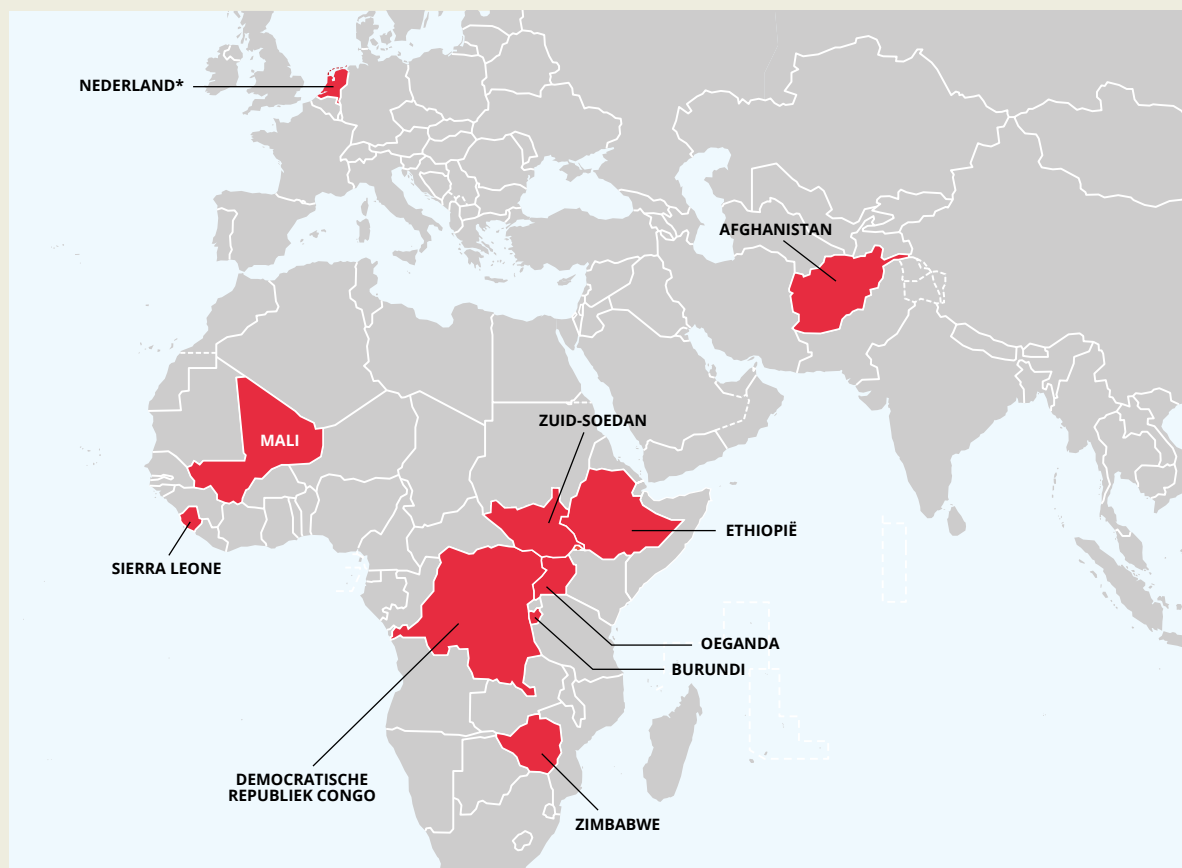 NEDERLAND*
AFGHANISTAN
ZUID-SOEDAN
MALI
ETHIOPIË
SIERRA LEONE
OEGANDA
BURUNDI
DEMOCRATISCHE
REPUBLIEK CONGO
ZIMBABWE